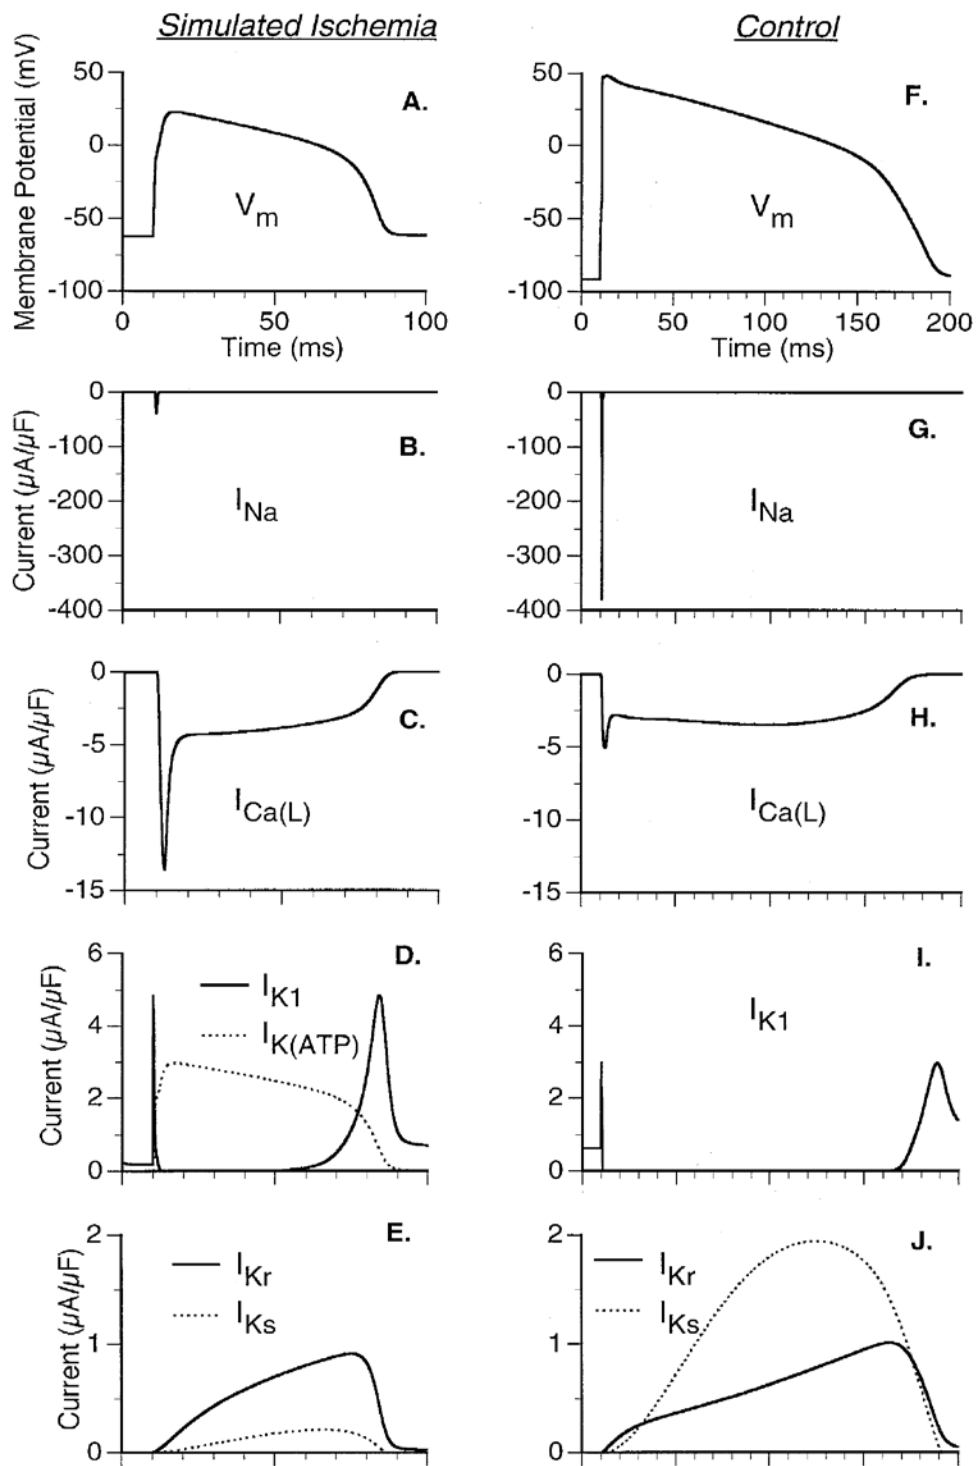 Simulated Ischemia
Control
Membrane Potential (mV)
50
0
-50
-100
A.
Vm
0
50
100
Time (ms)
50
0
-50
-100
F.
Vm
0
50
100
150
200
Time (ms)
Current (µA/µF)
0
-100
-200
-300
-400
B.
INa
0
-100
-200
-300
-400
G.
INa
Current (µA/µF)
0
-5
-10
-15
C.
ICa(L)
0
-5
-10
-15
H.
ICa(L)
Current (µA/µF)
6
4
2
0
D.
IK1
IK(ATP)
6
4
2
0
I.
IK1
Current (µA/µF)
2
1
0
E.
IKr
IKs
2
1
0
J.
IKr
IKs